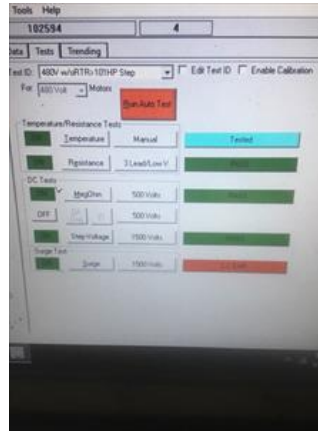 Tools Help
102594 4
Data Tests Trending
Test ID: 480V w/oRTR>101HP Step Edit Test ID Enable Calibration
For: 480 Volt Motors
Run Auto Test
Temperature/Resistance Tests
Temperature Manual Tested
Resistance 3 Lead/Low V
DC Tests
MegOhm 500 Volts
OFF 500 Volts
Step Voltage 1500 Volts
Surge Test
Surge 1500 Volts